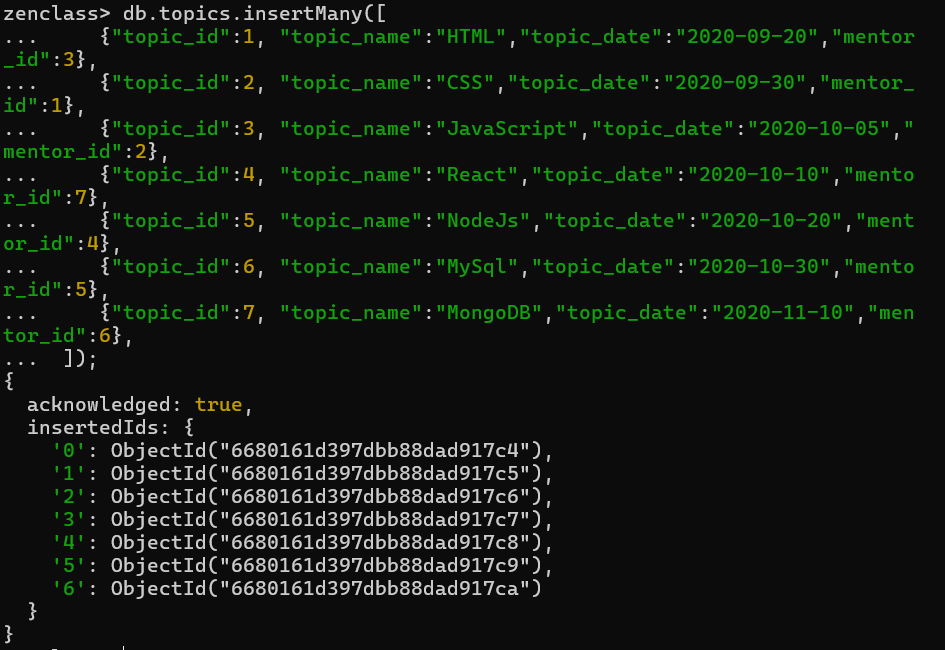 zenclass> db.topics.insertMany([
...     {"topic_id":1, "topic_name":"HTML","topic_date":"2020-09-20","mentor
_id":3},
...     {"topic_id":2, "topic_name":"CSS","topic_date":"2020-09-30","mentor_
id":1},
...     {"topic_id":3, "topic_name":"JavaScript","topic_date":"2020-10-05","
mentor_id":2},
...     {"topic_id":4, "topic_name":"React","topic_date":"2020-10-10","mento
r_id":7},
...     {"topic_id":5, "topic_name":"NodeJs","topic_date":"2020-10-20","ment
or_id":4},
...     {"topic_id":6, "topic_name":"MySql","topic_date":"2020-10-30","mento
r_id":5},
...     {"topic_id":7, "topic_name":"MongoDB","topic_date":"2020-11-10","men
tor_id":6},
...  ]);
{
  acknowledged: true,
  insertedIds: {
    '0': ObjectId("6680161d397dbb88dad917c4"),
    '1': ObjectId("6680161d397dbb88dad917c5"),
    '2': ObjectId("6680161d397dbb88dad917c6"),
    '3': ObjectId("6680161d397dbb88dad917c7"),
    '4': ObjectId("6680161d397dbb88dad917c8"),
    '5': ObjectId("6680161d397dbb88dad917c9"),
    '6': ObjectId("6680161d397dbb88dad917ca")
  }
}